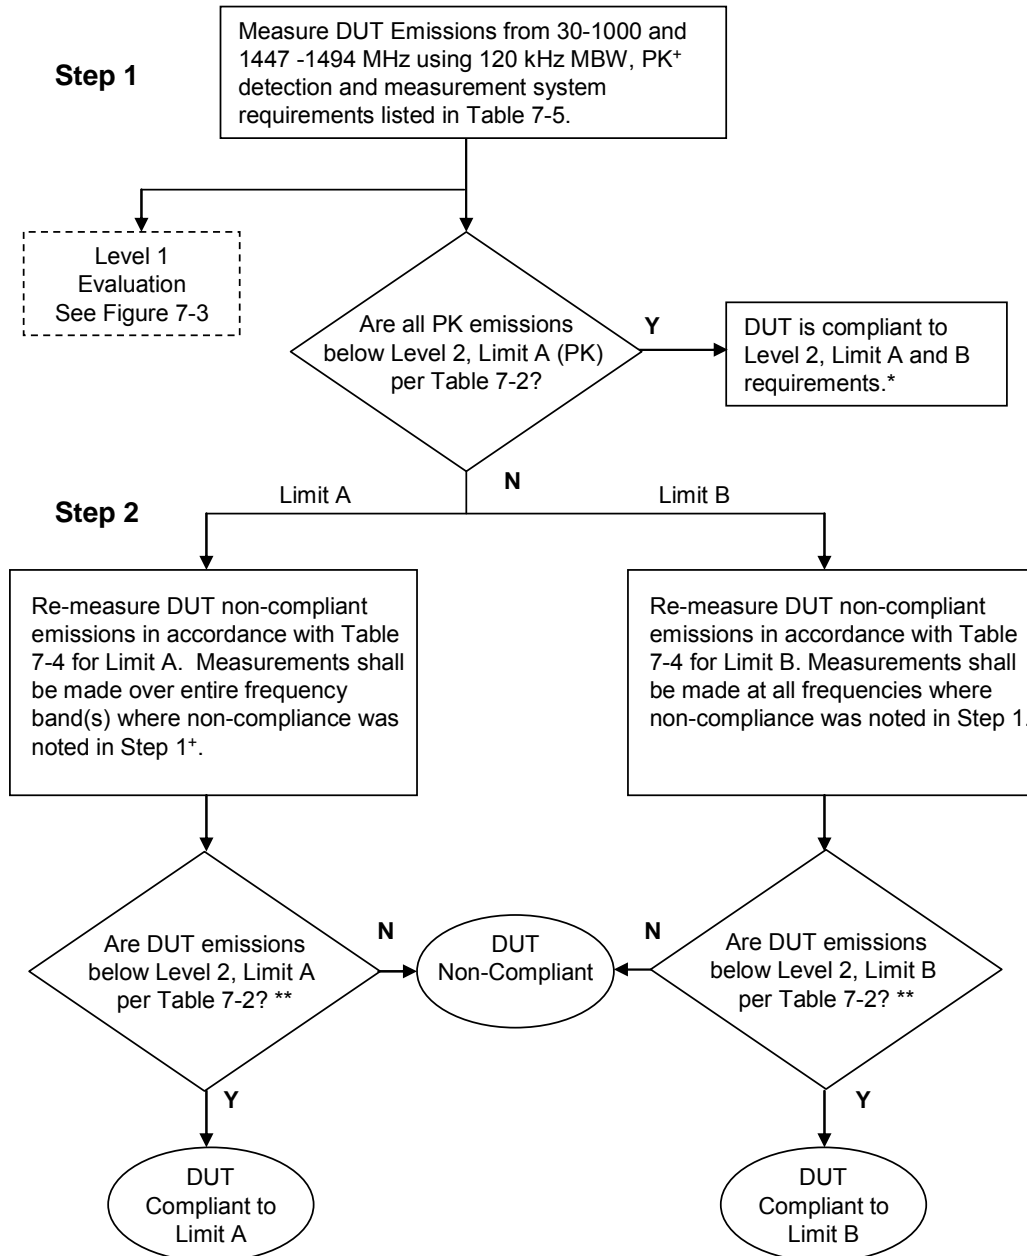 Measure DUT Emissions from 30-1000 and
1447 -1494 MHz using 120 kHz MBW, PK⁺
detection and measurement system
requirements listed in Table 7-5.
Step 1
Level 1
Evaluation
See Figure 7-3
Are all PK emissions
below Level 2, Limit A (PK)
per Table 7-2?
Y
DUT is compliant to
Level 2, Limit A and B
requirements.*
N
Limit A
Limit B
Step 2
Re-measure DUT non-compliant
emissions in accordance with Table
7-4 for Limit A. Measurements shall
be made over entire frequency
band(s) where non-compliance was
noted in Step 1⁺.
Re-measure DUT non-compliant
emissions in accordance with Table
7-4 for Limit B. Measurements shall
be made at all frequencies where
non-compliance was noted in Step 1.
Are DUT emissions
below Level 2, Limit A
per Table 7-2? **
N
DUT
Non-Compliant
N
Are DUT emissions
below Level 2, Limit B
per Table 7-2? **
Y
Y
DUT
Compliant to
Limit A
DUT
Compliant to
Limit B